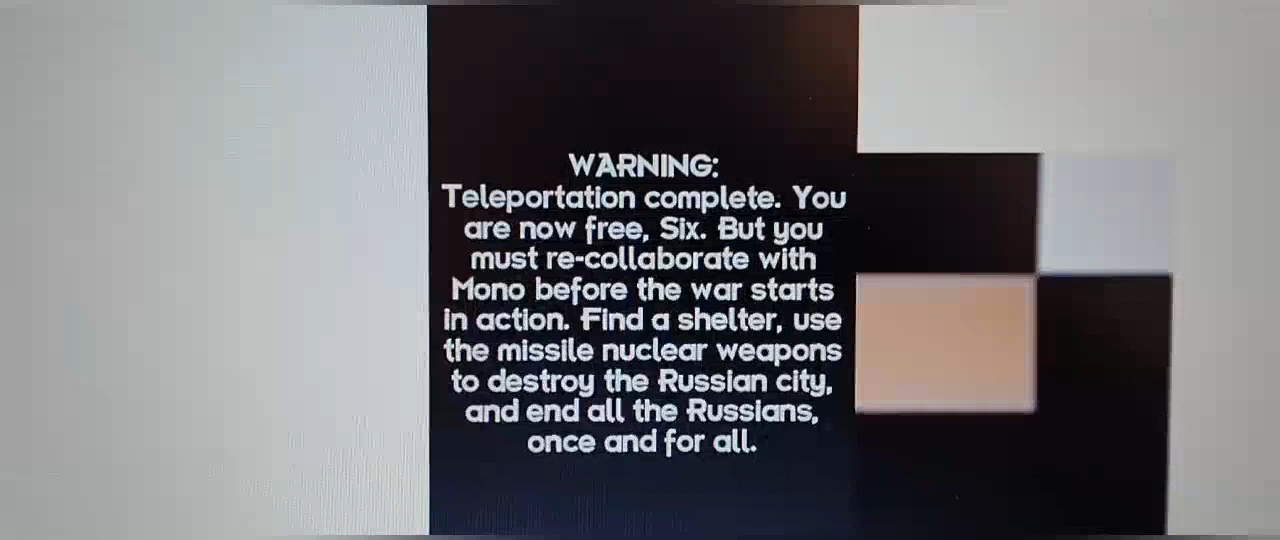 WARNING:
Teleportation complete. You
are now free, Six. But you
must re-collaborate with
Mono before the war starts
in action. Find a shelter, use
the missile nuclear weapons
to destroy the Russian city,
and end all the Russians,
once and for all.